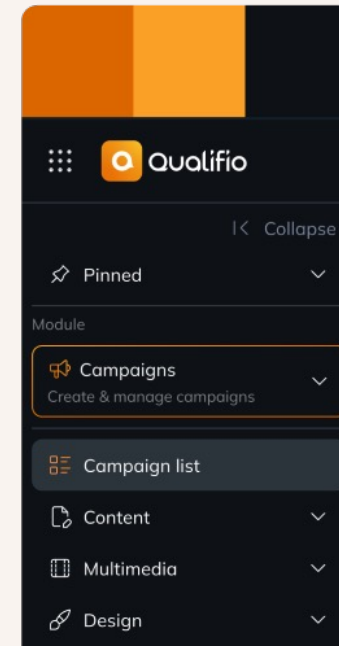 Qualifio
Collapse
Pinned
Module
Campaigns
Create & manage campaigns
Campaign list
Content
Multimedia
Design